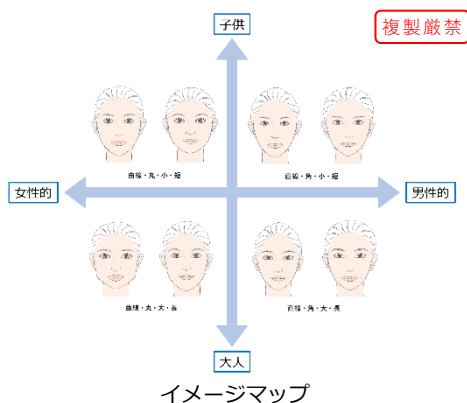 子供
複製厳禁
曲線・丸・小・短
直線・角・小・短
女性的
男性的
曲線・丸・大・長
直線・角・大・長
大人
イメージマップ